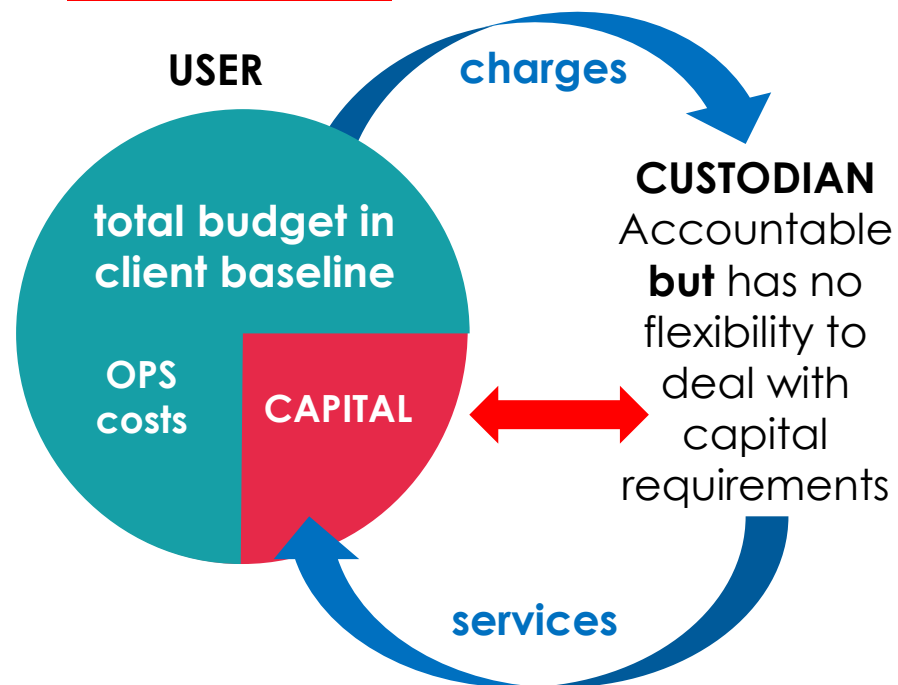 USER
charges
total budget in
client baseline
OPS
costs
CAPITAL
CUSTODIAN
Accountable
but has no
flexibility to
deal with
capital
requirements
services